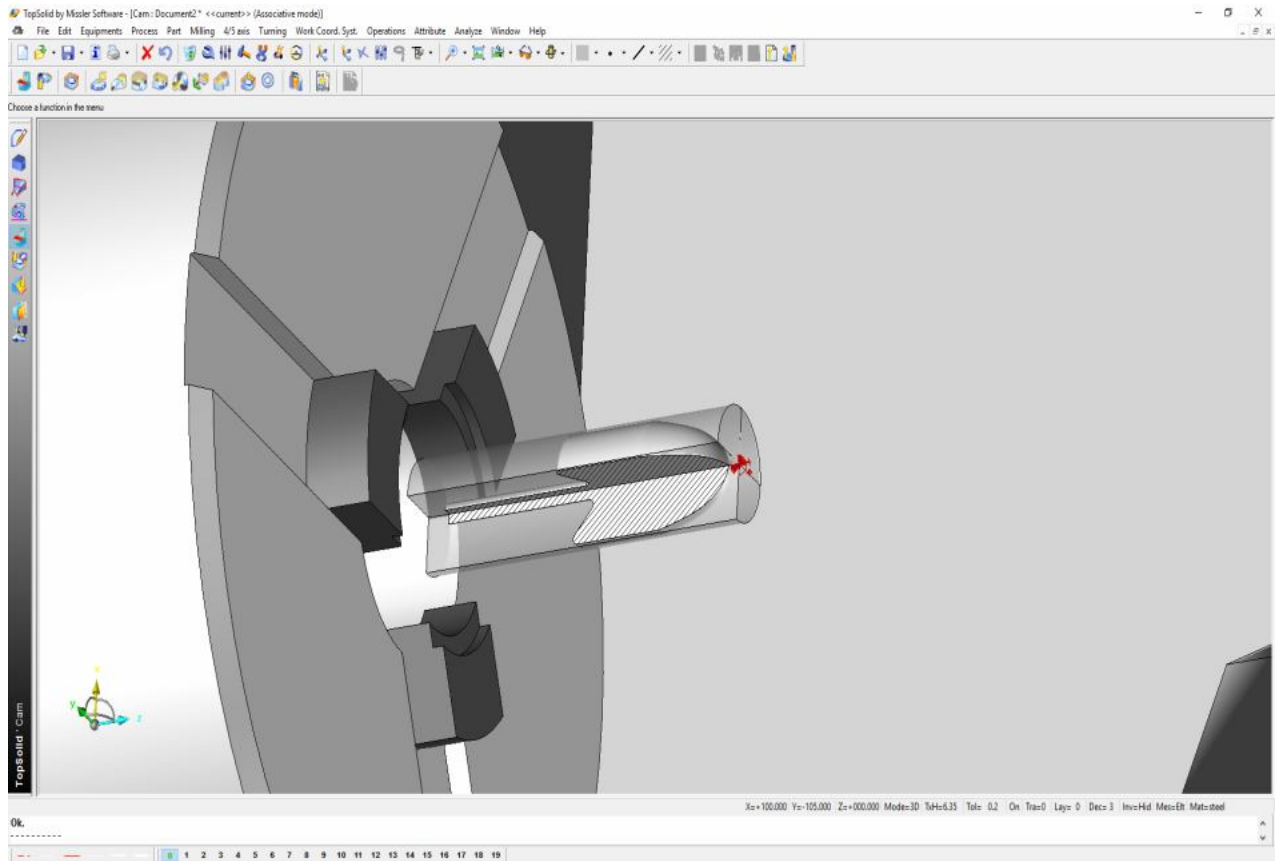 TopSolid by Missler Software - [Cam : Document2 *  <<current>> (Associative mode)]
File Edit Equipments Process Part Milling 4/5 axis Turning Work Coord. Syst. Operations Attribute Analyze Window Help
Choose a function in the menu
x
y
z
TopSolid'Cam
X=+100.000 Y=-105.000 Z=+000.000 Mode=3D TxH=6.35 Tol= 0.2 On Tra=0 Lay= 0 Dec= 3 Inv=Hid Mes=Elt Mat=steel
Ok.
----------
0 1 2 3 4 5 6 7 8 9 10 11 12 13 14 15 16 17 18 19